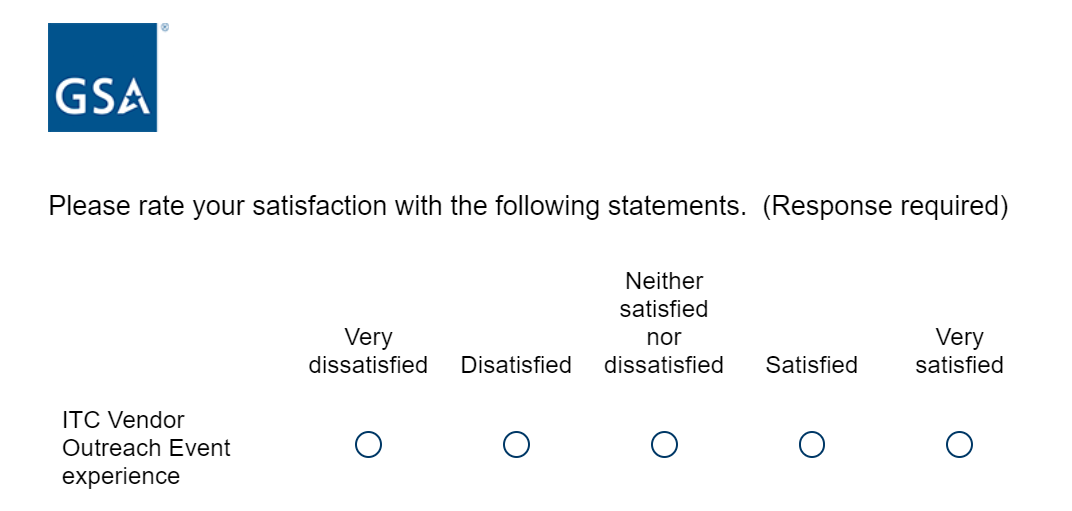 GSA
®
Please rate your satisfaction with the following statements.  (Response required)
Very dissatisfied
Disatisfied
Neither satisfied nor dissatisfied
Satisfied
Very satisfied
ITC Vendor
Outreach Event
experience